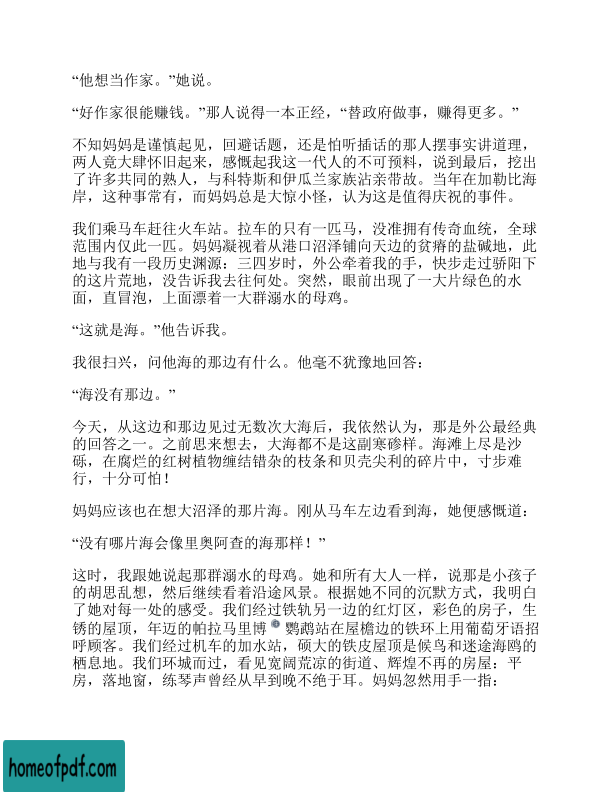 “他想当作家。”她说。
“好作家很能赚钱。”那人说得一本正经，“替政府做事，赚得更多。”
不知妈妈是谨慎起见，回避话题，还是怕听插话的那人摆事实讲道理，
两人竟大肆怀旧起来，感慨起我这一代人的不可预料，说到最后，挖出
了许多共同的熟人，与科特斯和伊瓜兰家族沾亲带故。当年在加勒比海
岸，这种事常有，而妈妈总是大惊小怪，认为这是值得庆祝的事件。
我们乘马车赶往火车站。拉车的只有一匹马，没准拥有传奇血统，全球
范围内仅此一匹。妈妈凝视着从港口沼泽铺向天边的贫瘠的盐碱地，此
地与我有一段历史渊源：三四岁时，外公牵着我的手，快步走过骄阳下
的这片荒地，没告诉我去往何处。突然，眼前出现了一大片绿色的水
面，直冒泡，上面漂着一大群溺水的母鸡。
“这就是海。”他告诉我。
我很扫兴，问他海的那边有什么。他毫不犹豫地回答：
“海没有那边。”
今天，从这边和那边见过无数次大海后，我依然认为，那是外公最经典
的回答之一。之前思来想去，大海都不是这副寒碜样。海滩上尽是沙
砾，在腐烂的红树植物缠结错杂的枝条和贝壳尖利的碎片中，寸步难
行，十分可怕！
妈妈应该也在想大沼泽的那片海。刚从马车左边看到海，她便感慨道：
“没有哪片海会像里奥阿查的海那样！”
这时，我跟她说起那群溺水的母鸡。她和所有大人一样，说那是小孩子
的胡思乱想，然后继续看着沿途风景。根据她不同的沉默方式，我明白
了她对每一处的感受。我们经过铁轨另一边的红灯区，彩色的房子，生
锈的屋顶，年迈的帕拉马里博 鹦鹉站在屋檐边的铁环上用葡萄牙语招
呼顾客。我们经过机车的加水站，硕大的铁皮屋顶是候鸟和迷途海鸥的
栖息地。我们环城而过，看见宽阔荒凉的街道、辉煌不再的房屋：平
房，落地窗，练琴声曾经从早到晚不绝于耳。妈妈忽然用手一指：
homeofpdf.com